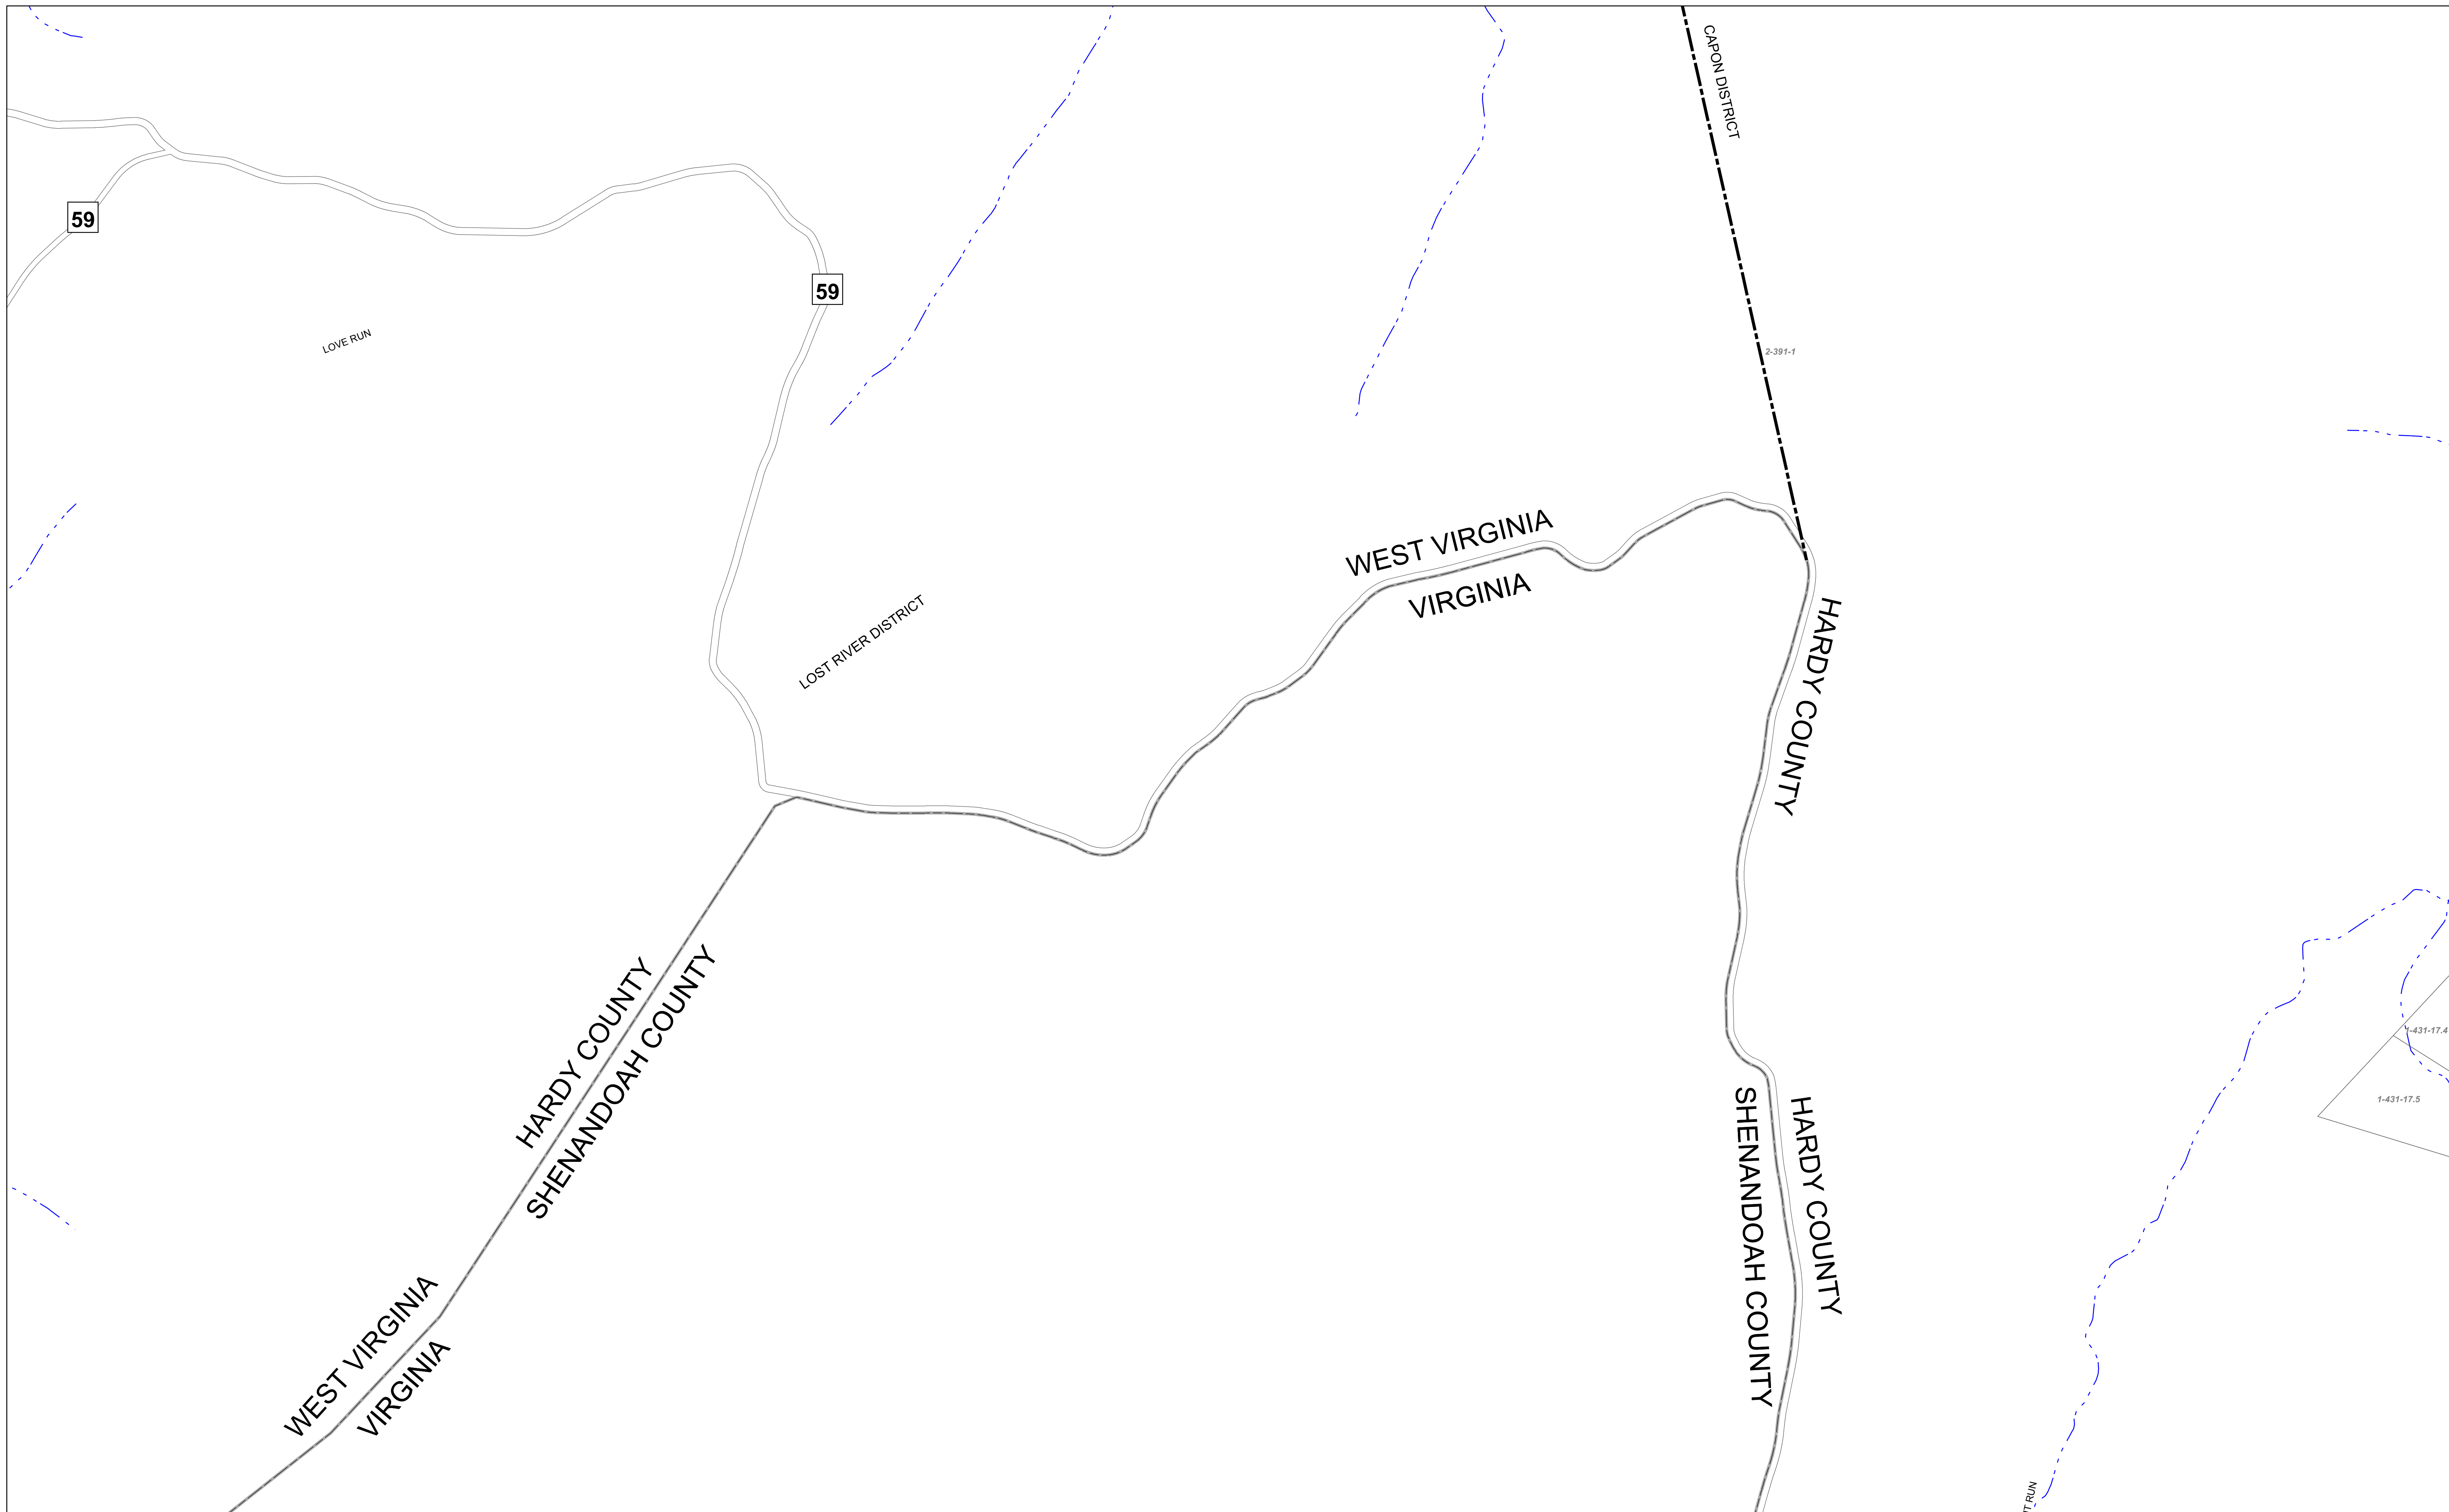 CAPON DISTRICT
59
59
LOVE RUN
2-391-1
WEST VIRGINIA
VIRGINIA
LOST RIVER DISTRICT
HARDY COUNTY
HARDY COUNTY
SHENANDOAH COUNTY
1-431-17.4
1-431-17.5
SHENANDOAH COUNTY
HARDY COUNTY
WEST VIRGINIA
VIRGINIA
RUN